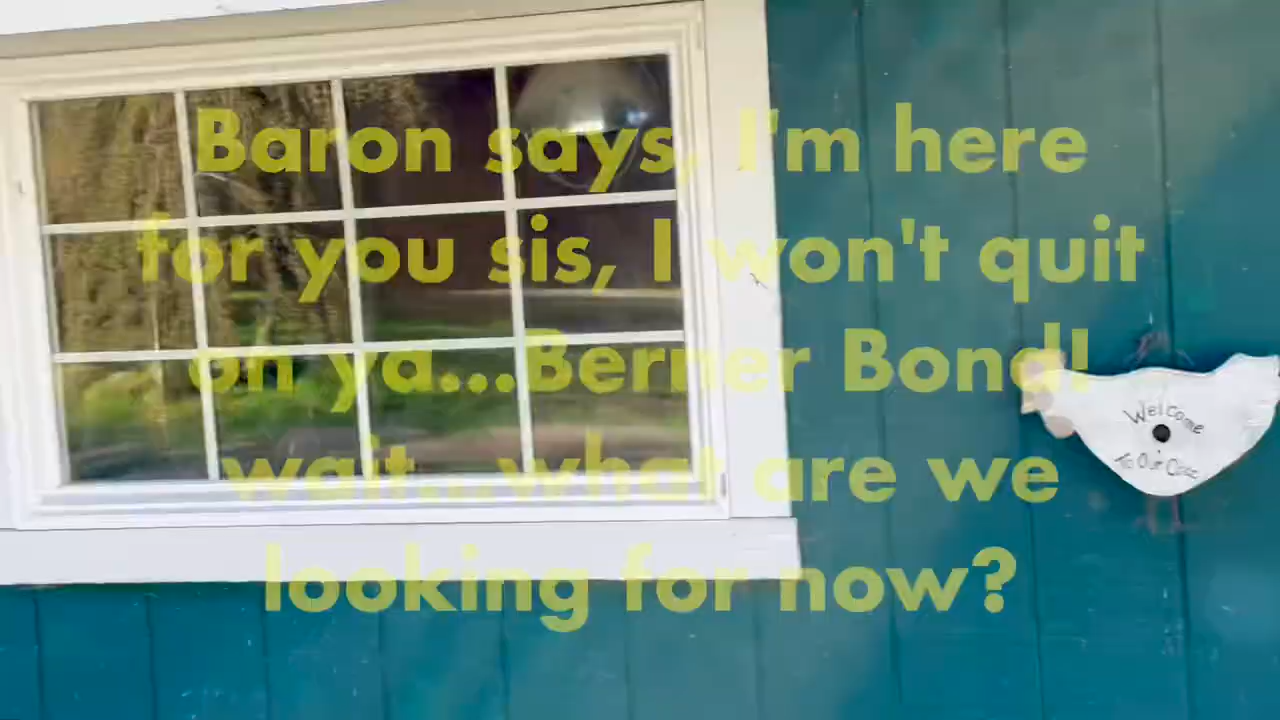 Baron says, I'm here
for you sis, I won't quit
oh ya...Berner Bond!
wait...what are we
looking for now?
Welcome
To Our Coop